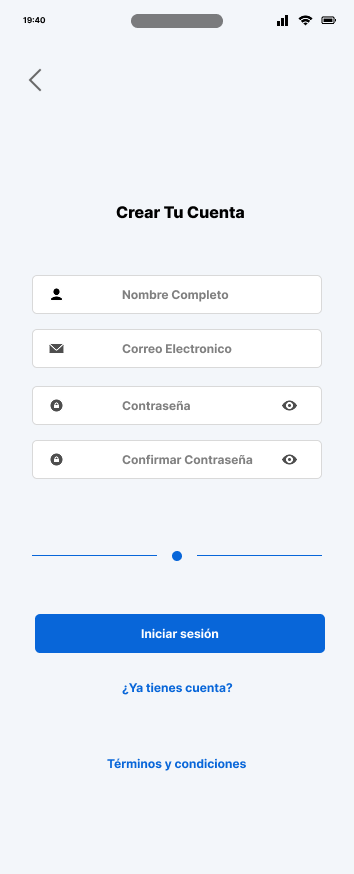 19:40
Crear Tu Cuenta
Nombre Completo
Correo Electronico
Contraseña
Confirmar Contraseña
Iniciar sesión
¿Ya tienes cuenta?
Términos y condiciones